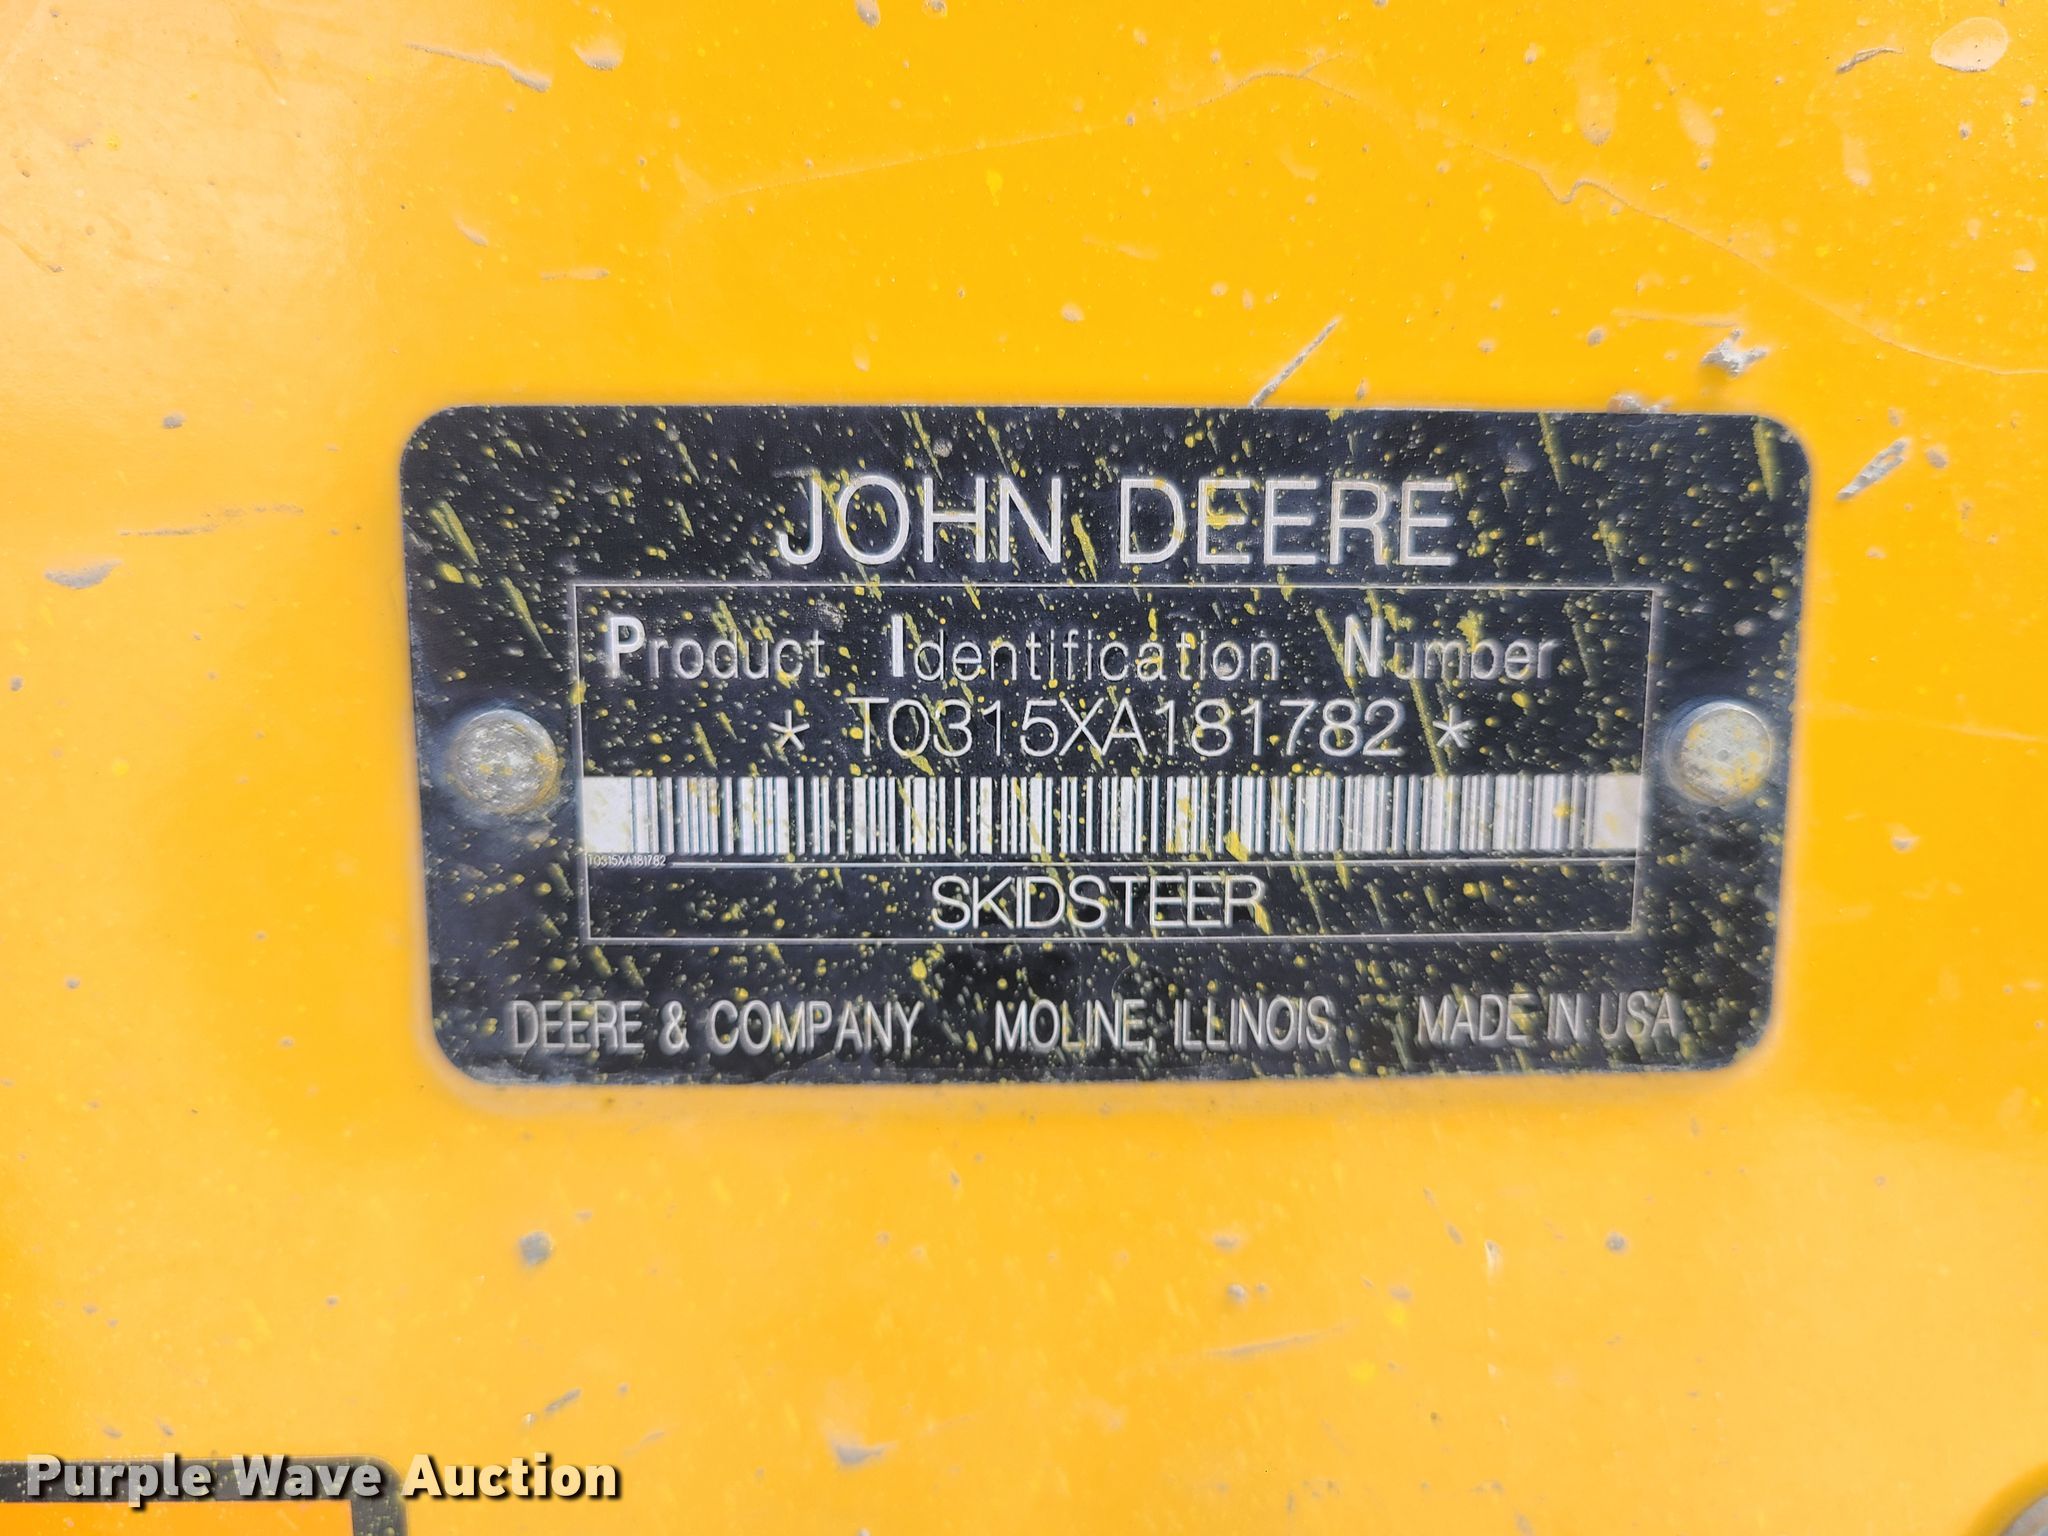 JOHN DEERE
Product Identification Number
* T0315XA181782 *
T0315XA181782
SKIDSTEER
DEERE & COMPANY MOLINE, ILLINOIS MADE IN USA
Purple Wave Auction